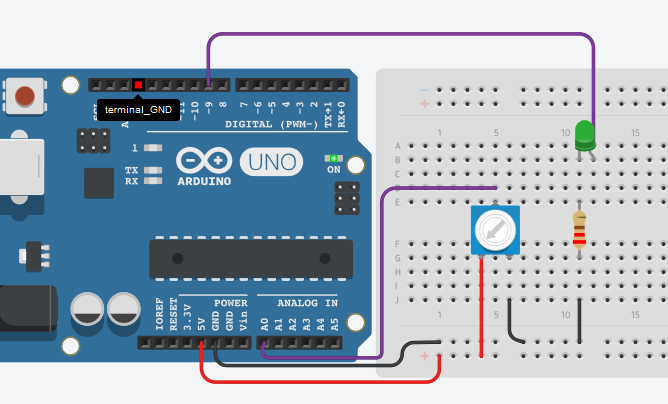 terminal_GND
~10
~9
8
7
~6
~5
4
~3
2
TX→1
RX←0
DIGITAL (PWM~)
1
TX
RX
UNO
ARDUINO
ON
IOREF
RESET
3.3V
5V
GND
GND
Vin
POWER
ANALOG IN
A0
A1
A2
A3
A4
A5
1
5
10
15
A
B
C
E
F
G
H
I
J
1
5
10
15